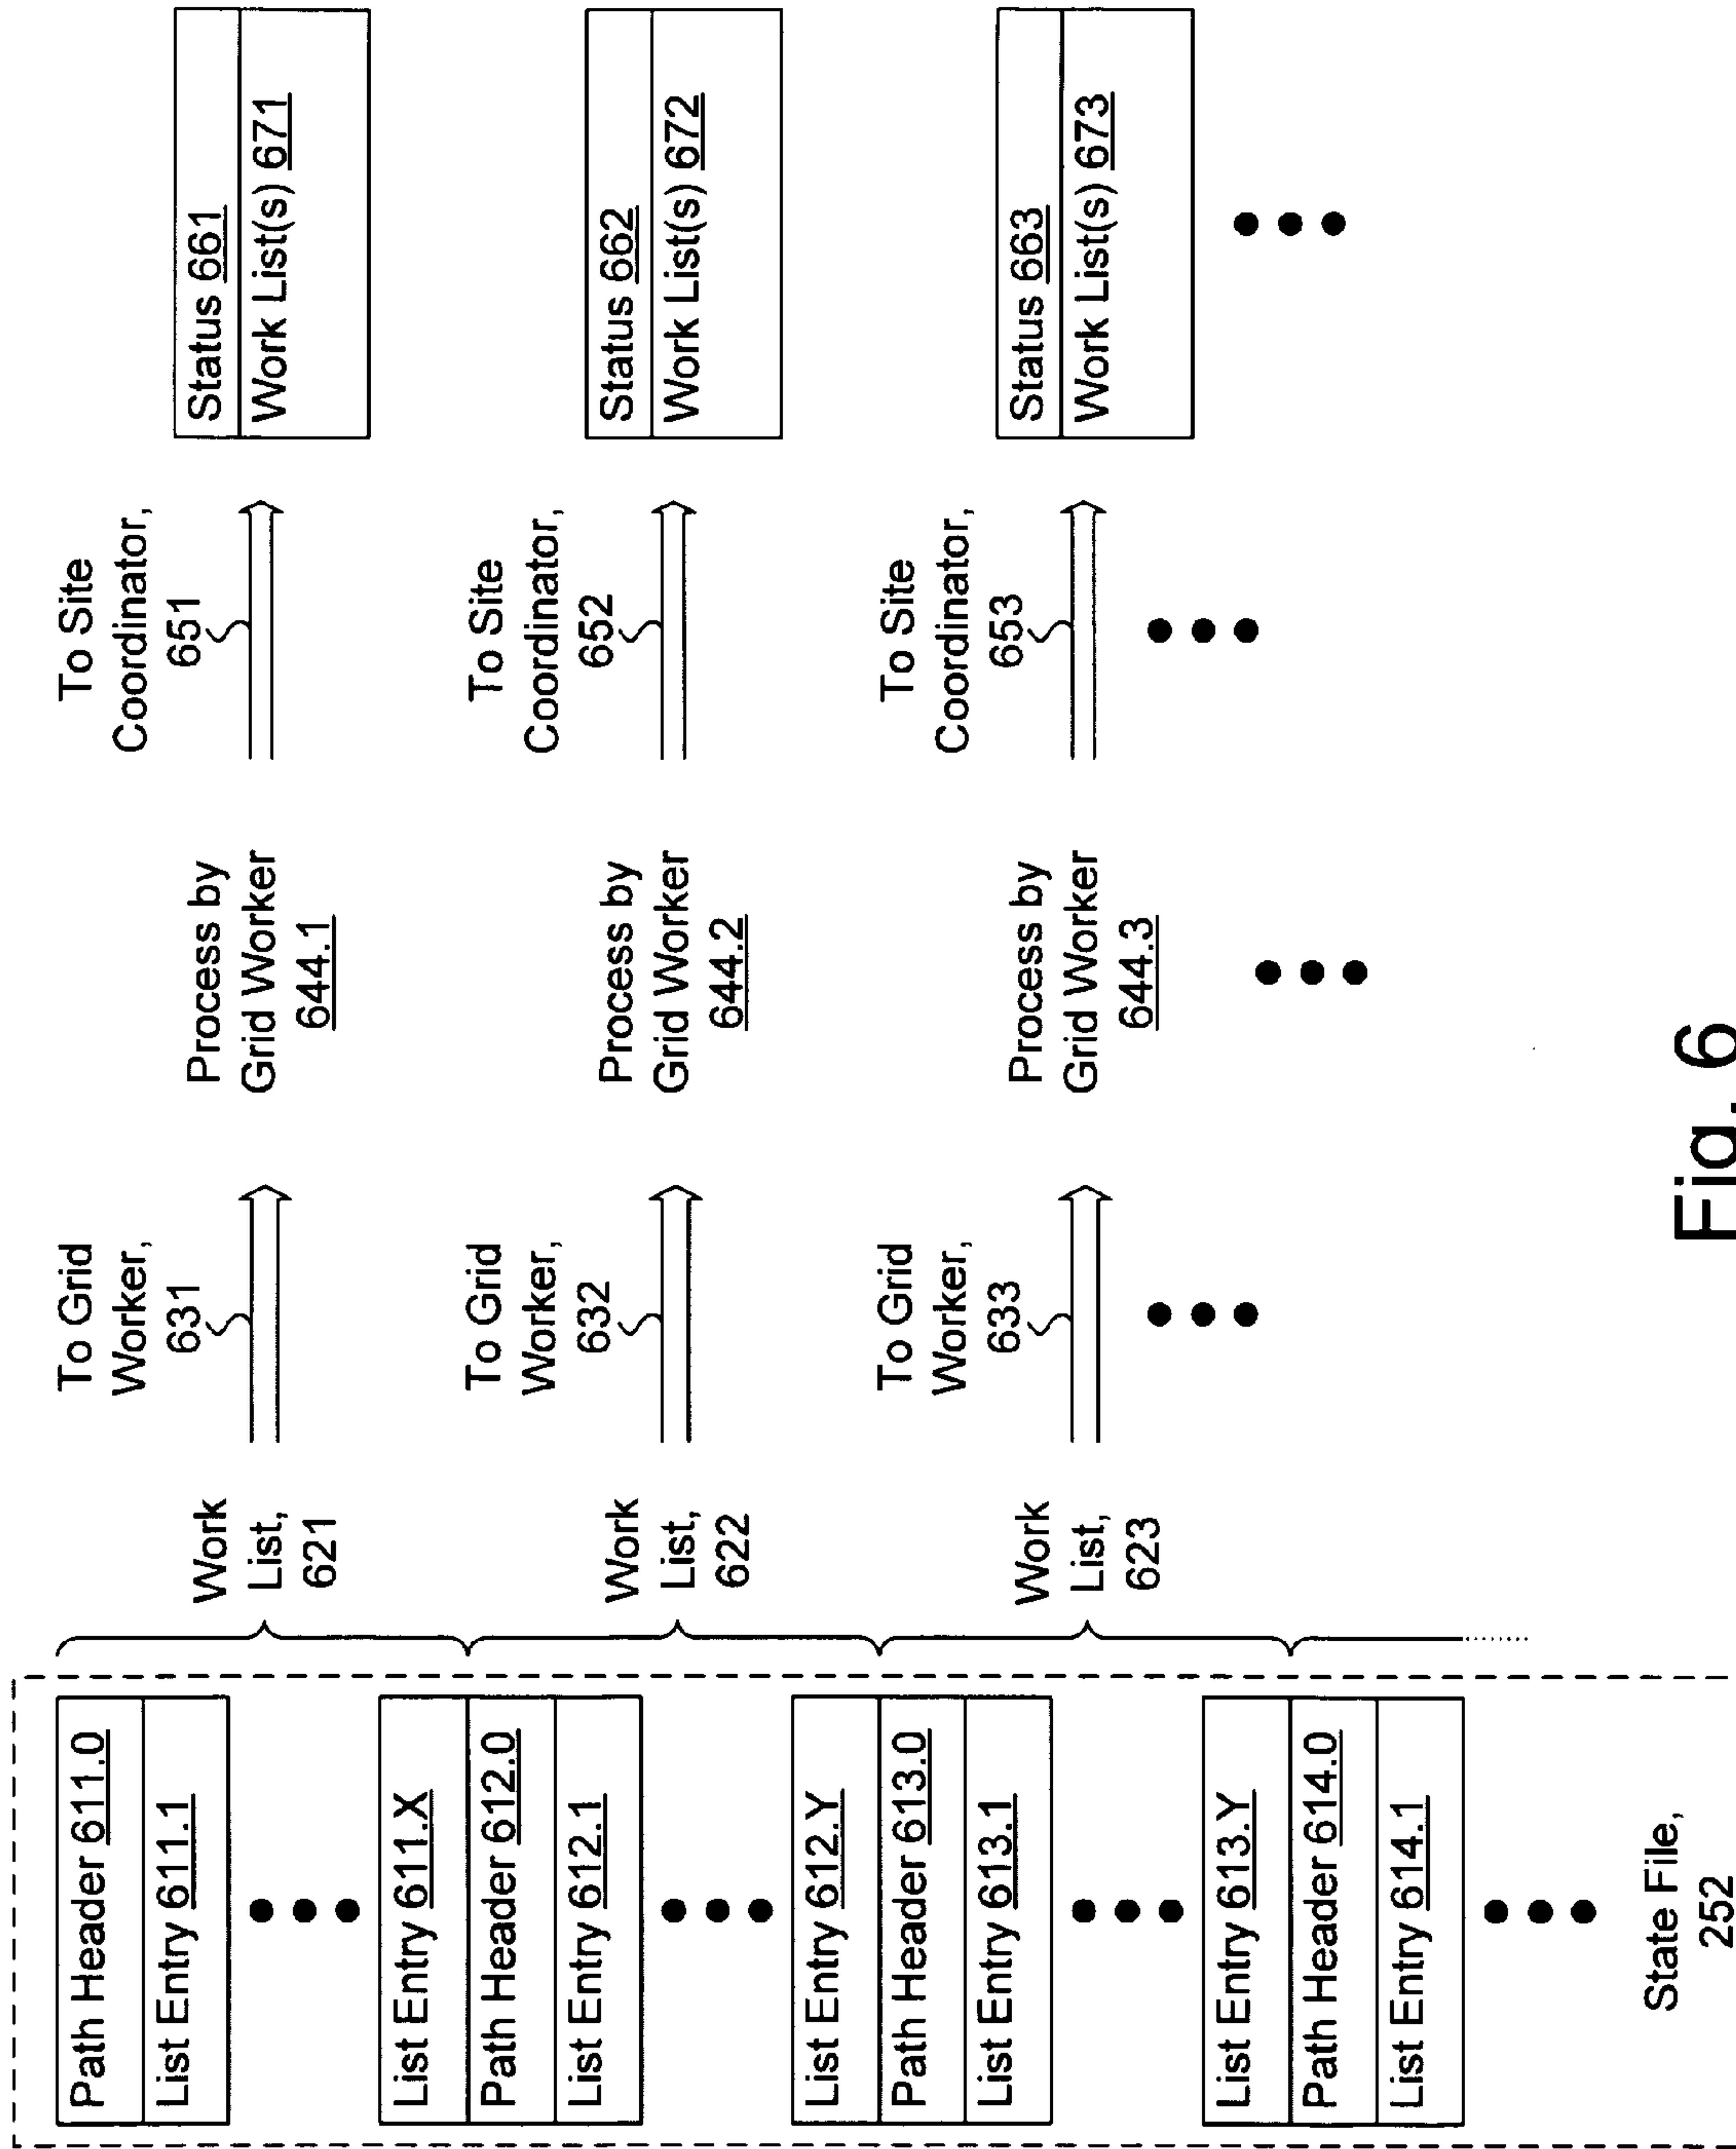 Path Header 611.0
List Entry 611.1
List Entry 611.X
Path Header 612.0
List Entry 612.1
List Entry 612.Y
Path Header 613.0
List Entry 613.1
List Entry 613.Y
Path Header 614.0
List Entry 614.1
State File,
252
Work
List,
621
To Grid
Worker,
631
Process by
Grid Worker
644.1
To Site
Coordinator,
651
Status 661
Work List(s) 671
Work
List,
622
To Grid
Worker,
632
Process by
Grid Worker
644.2
To Site
Coordinator,
652
Status 662
Work List(s) 672
Work
List,
623
To Grid
Worker,
633
Process by
Grid Worker
644.3
To Site
Coordinator,
653
Status 663
Work List(s) 673
Fig. 6